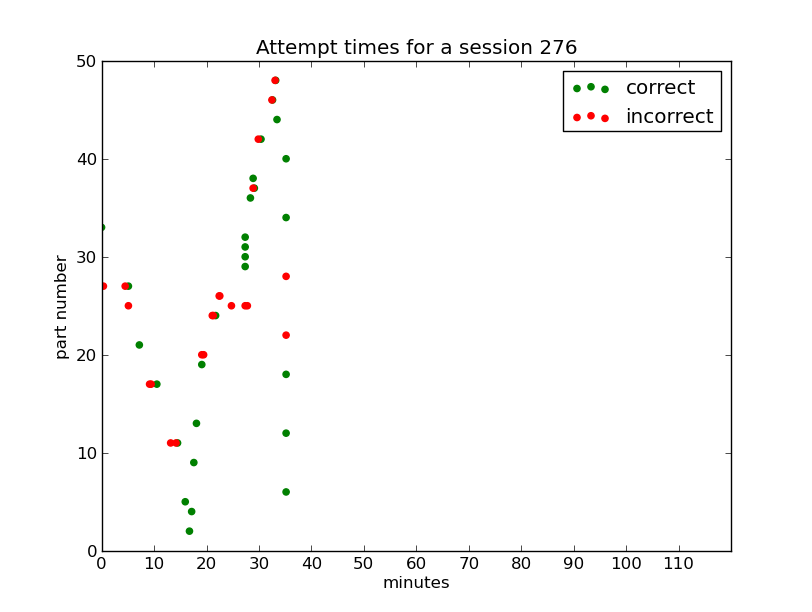 Attempt times for a session 276
correct
incorrect
part number
50
40
30
20
10
0
0 10 20 30 40 50 60 70 80 90 100 110
minutes